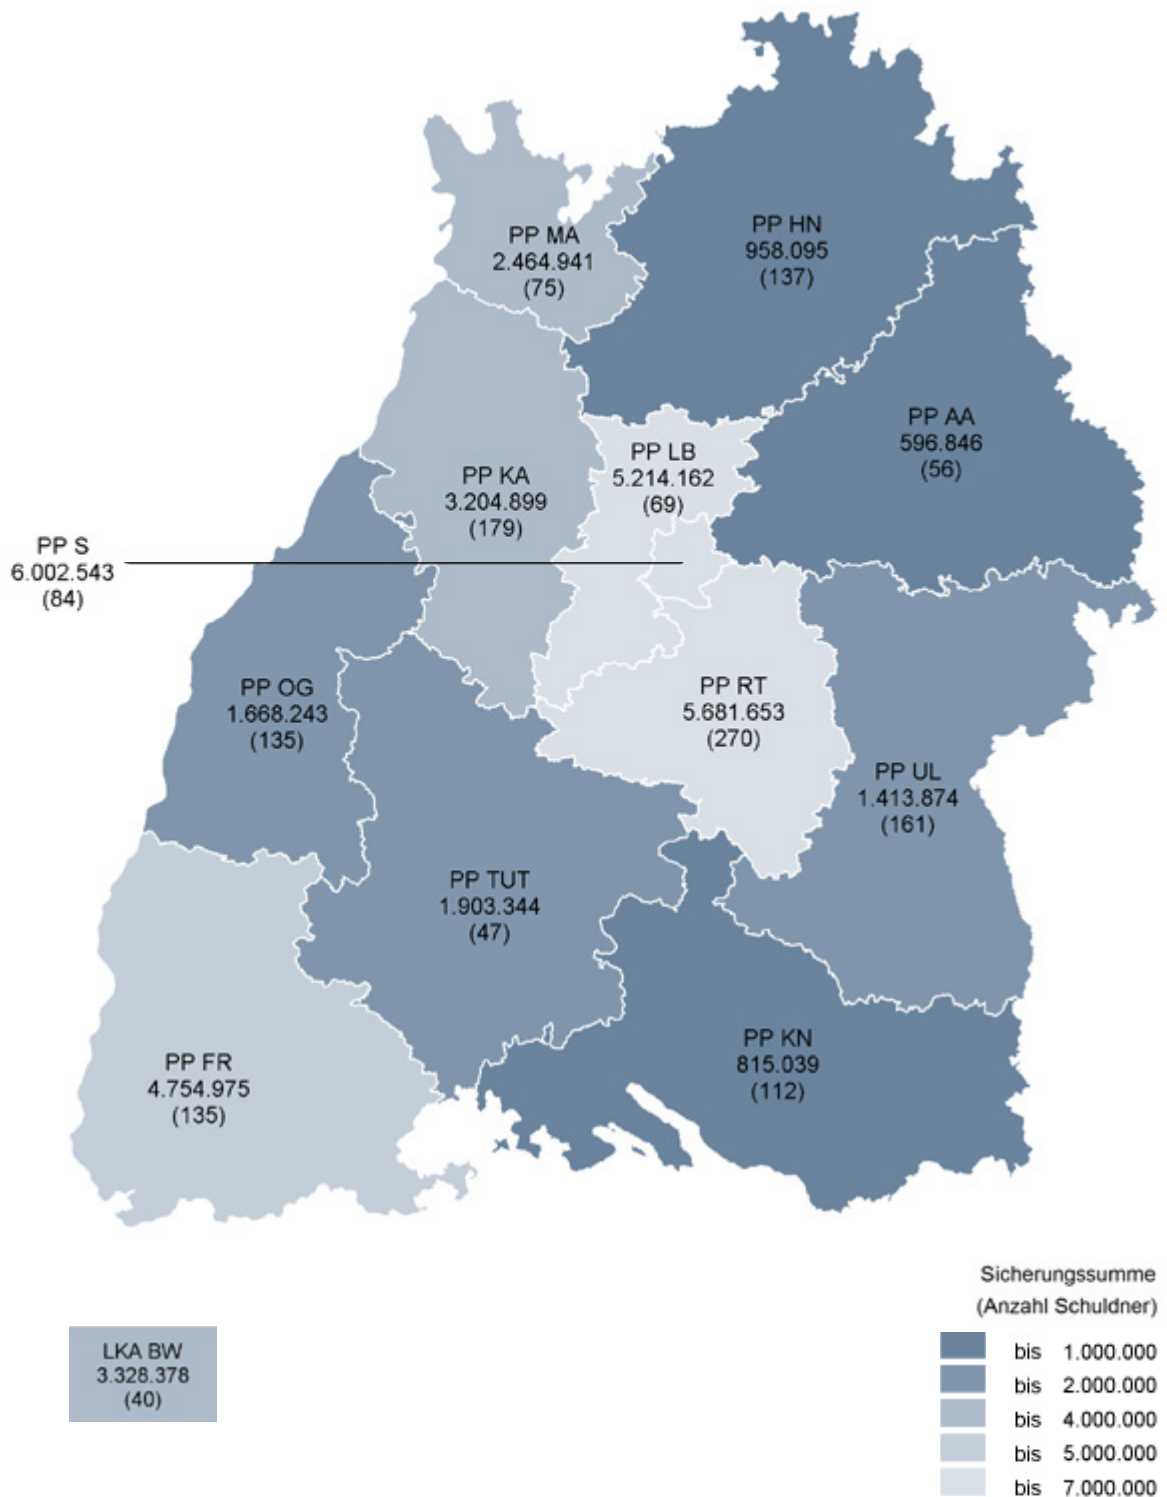 PP HN
958.095
(137)
PP MA
2.464.941
(75)
PP AA
596.846
(56)
PP LB
5.214.162
(69)
PP KA
3.204.899
(179)
PP S
6.002.543
(84)
PP OG
1.668.243
(135)
PP RT
5.681.653
(270)
PP UL
1.413.874
(161)
PP TUT
1.903.344
(47)
PP KN
815.039
(112)
PP FR
4.754.975
(135)
LKA BW
3.328.378
(40)
Sicherungssumme
(Anzahl Schuldner)
bis 1.000.000
bis 2.000.000
bis 4.000.000
bis 5.000.000
bis 7.000.000